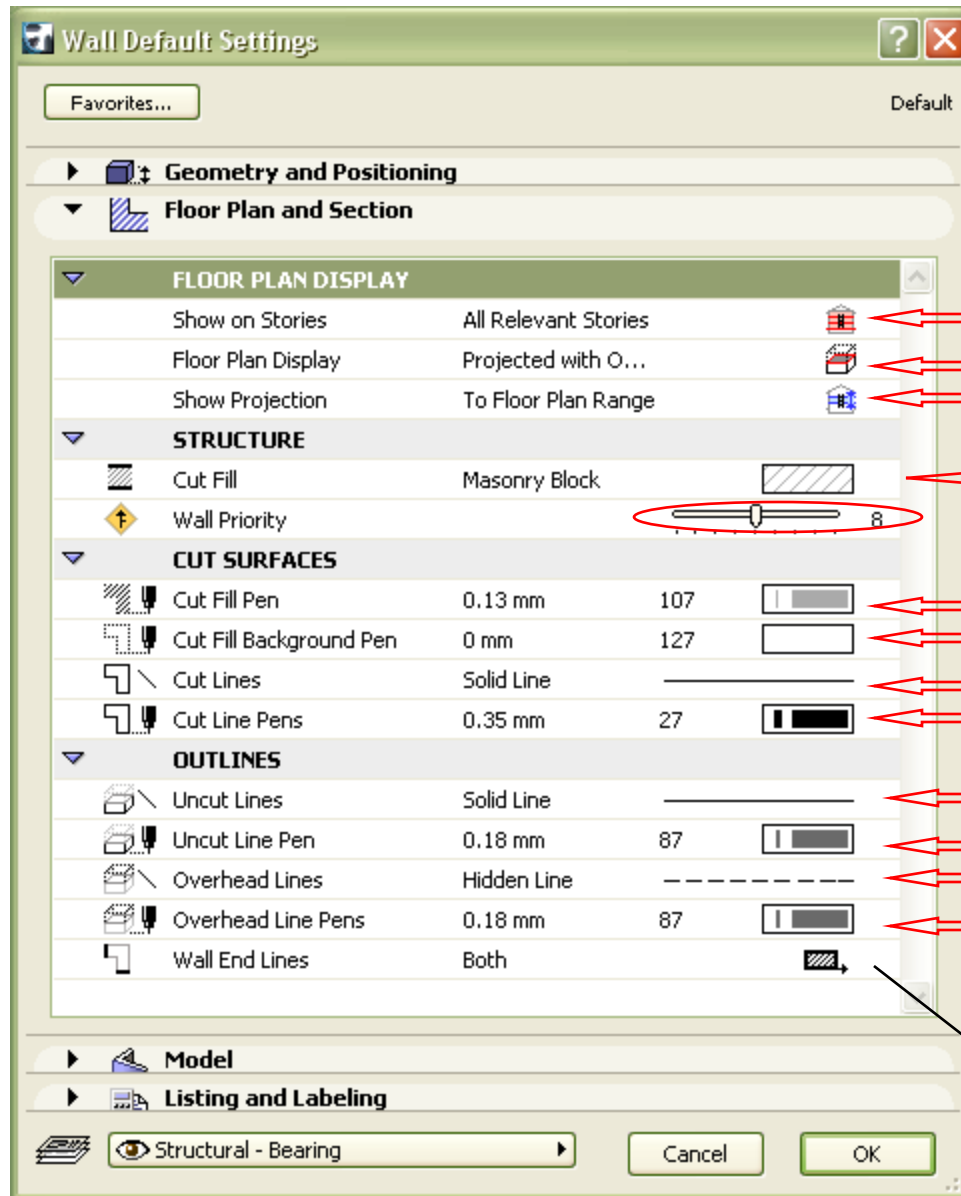 Wall Default Settings
Favorites...
Default
Geometry and Positioning
Floor Plan and Section
FLOOR PLAN DISPLAY
Show on Stories All Relevant Stories
Floor Plan Display Projected with O...
Show Projection To Floor Plan Range
STRUCTURE
Cut Fill Masonry Block
Wall Priority 8
CUT SURFACES
Cut Fill Pen 0.13 mm 107
Cut Fill Background Pen 0 mm 127
Cut Lines Solid Line
Cut Line Pens 0.35 mm 27
OUTLINES
Uncut Lines Solid Line
Uncut Line Pen 0.18 mm 87
Overhead Lines Hidden Line
Overhead Line Pens 0.18 mm 87
Wall End Lines Both
Model
Listing and Labeling
Structural - Bearing
Cancel
OK